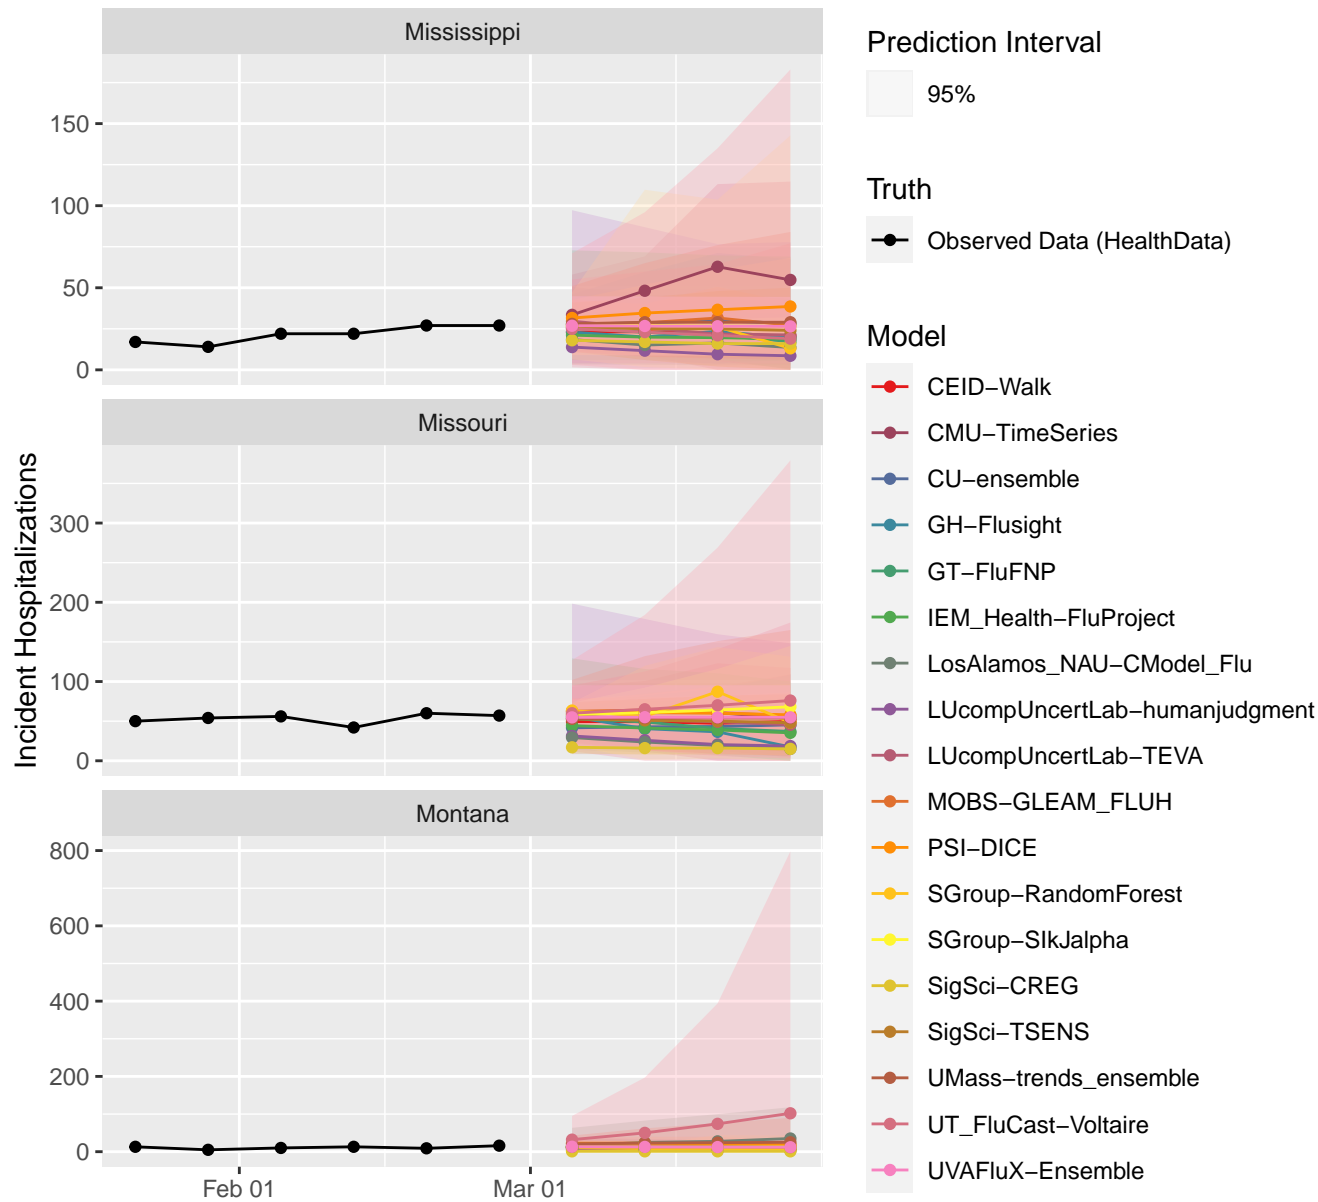 Mississippi
150
100
50
0
Missouri
300
200
100
0
Montana
800
600
400
200
0
Feb 01
Mar 01
Incident Hospitalizations
Prediction Interval
95%
Truth
Observed Data (HealthData)
Model
CEID−Walk
CMU−TimeSeries
CU−ensemble
GH−Flusight
GT−FluFNP
IEM_Health−FluProject
LosAlamos_NAU−CModel_Flu
LUcompUncertLab−humanjudgment
LUcompUncertLab−TEVA
MOBS−GLEAM_FLUH
PSI−DICE
SGroup−RandomForest
SGroup−SIkJalpha
SigSci−CREG
SigSci−TSENS
UMass−trends_ensemble
UT_FluCast−Voltaire
UVAFluX−Ensemble